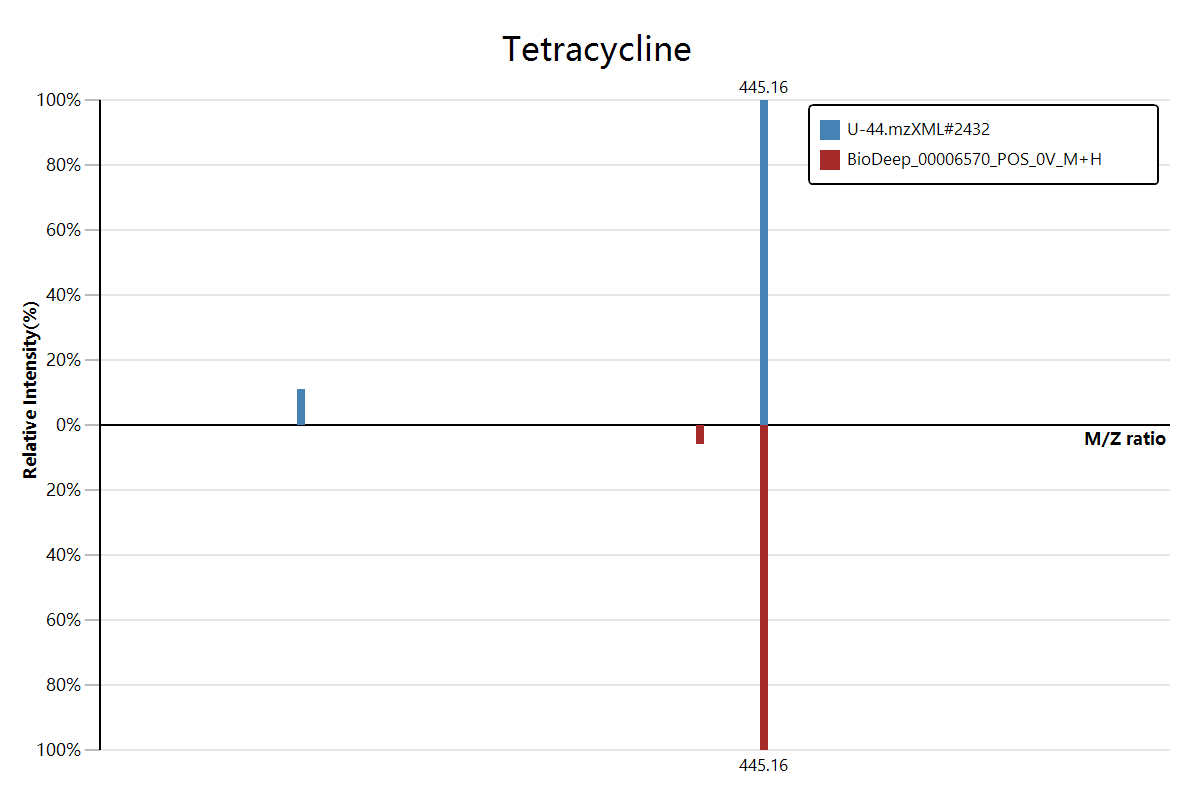 Tetracycline
445.16
U-44.mzXML#2432
BioDeep_00006570_POS_0V_M+H
100%
80%
60%
40%
20%
0%
20%
40%
60%
80%
100%
Relative Intensity(%)
M/Z ratio
445.16